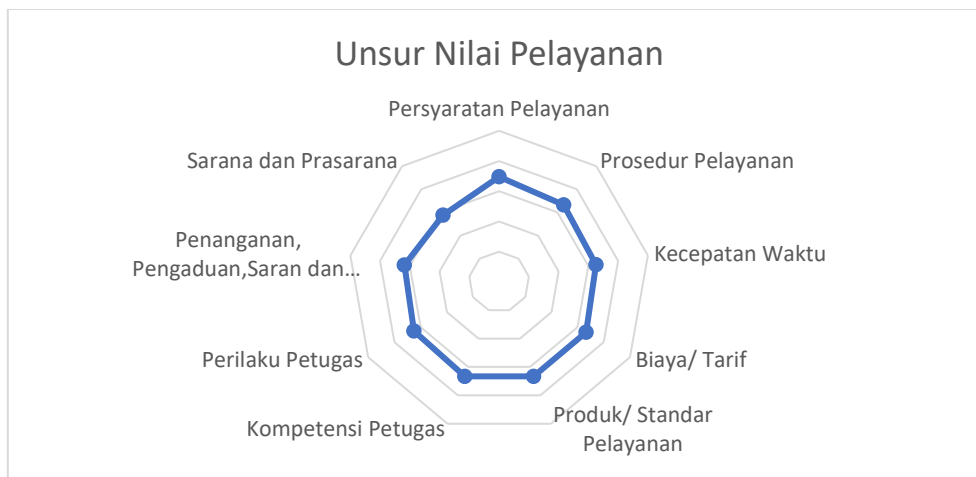 Unsur Nilai Pelayanan
Persyaratan Pelayanan
Prosedur Pelayanan
Kecepatan Waktu
Biaya/ Tarif
Produk/ Standar
Pelayanan
Kompetensi Petugas
Perilaku Petugas
Penanganan,
Pengaduan,Saran dan...
Sarana dan Prasarana